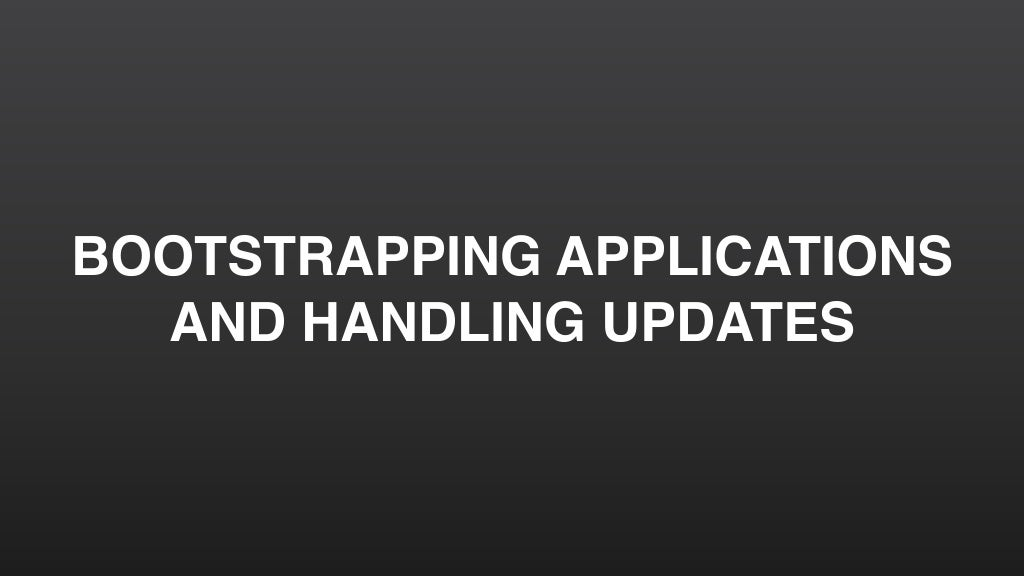 BOOTSTRAPPING APPLICATIONS
AND HANDLING UPDATES